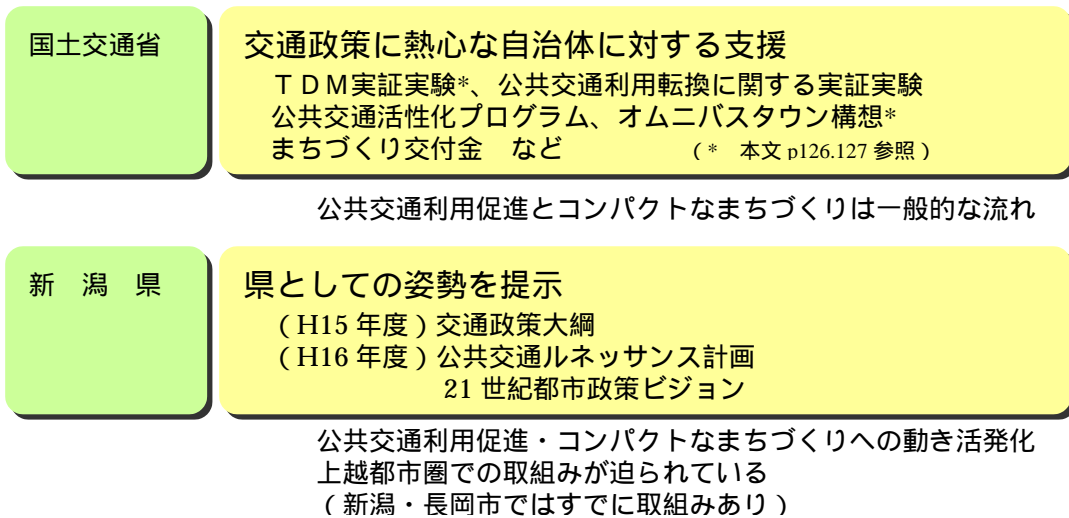 国土交通省
交通政策に熱心な自治体に対する支援
ＴＤＭ実証実験*、公共交通利用転換に関する実証実験
公共交通活性化プログラム、オムニバスタウン構想*
まちづくり交付金　など　　　　（*　本文 p126.127 参照）
公共交通利用促進とコンパクトなまちづくりは一般的な流れ
新　潟　県
県としての姿勢を提示
（H15 年度）交通政策大綱
（H16 年度）公共交通ルネッサンス計画
21 世紀都市政策ビジョン
公共交通利用促進・コンパクトなまちづくりへの動き活発化
上越都市圏での取組みが迫られている
（新潟・長岡市ではすでに取組みあり）